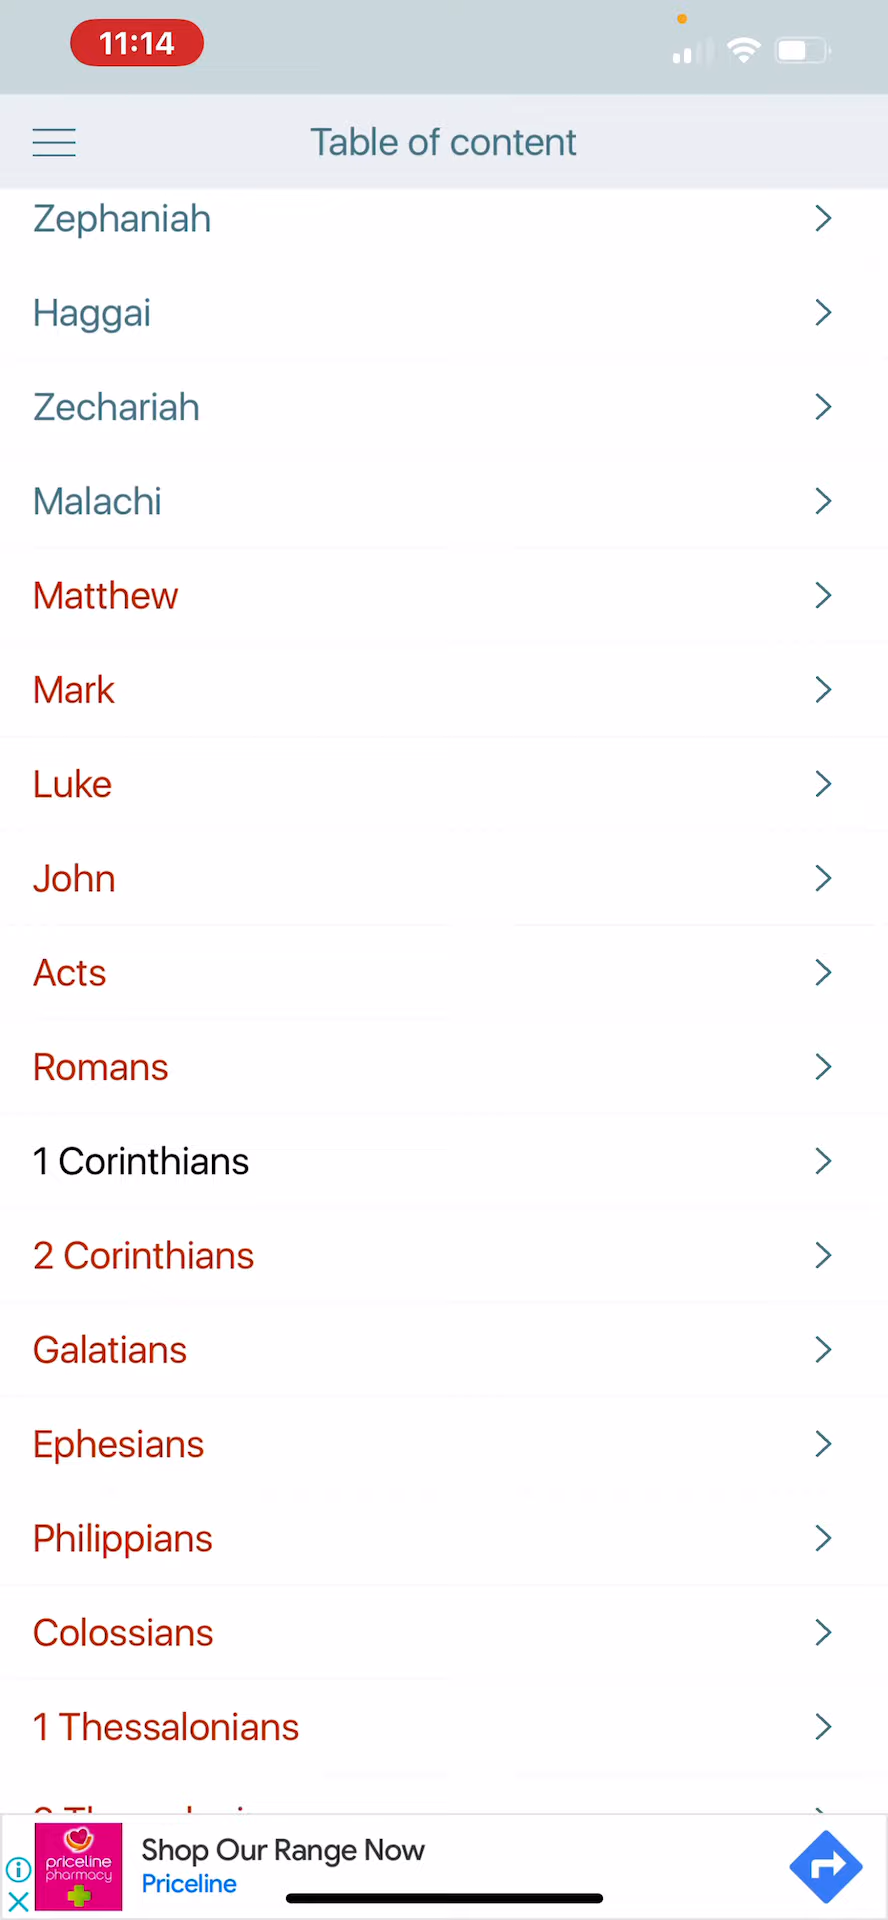 11:14
Table of content
Zephaniah
Haggai
Zechariah
Malachi
Matthew
Mark
Luke
John
Acts
Romans
1 Corinthians
2 Corinthians
Galatians
Ephesians
Philippians
Colossians
1 Thessalonians
priceline
pharmacy
Shop Our Range Now
Priceline